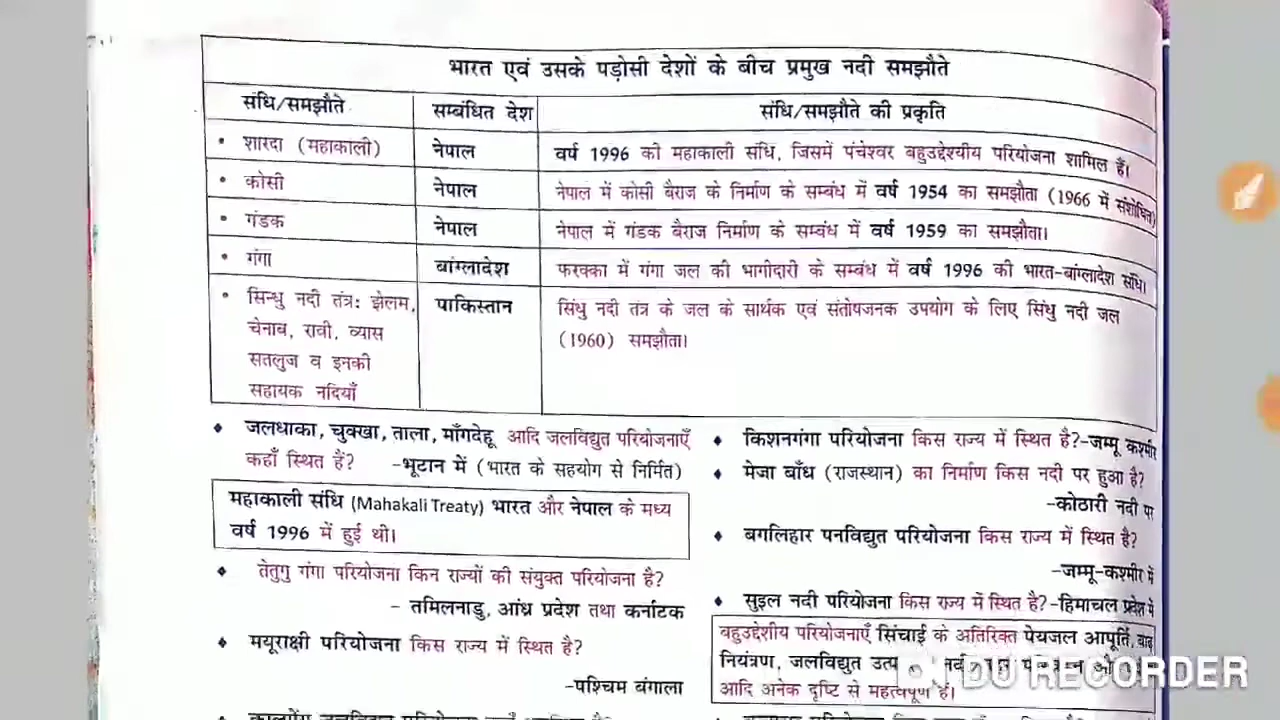 भारत एवं उसके पड़ोसी देशों के बीच प्रमुख नदी समझौते
संधि/समझौते सम्बंधित देश संधि/समझौते की प्रकृति
• शारदा (महाकाली) नेपाल वर्ष 1996 की महाकाली संधि, जिसमें पंचेश्वर बहुउद्देश्यीय परियोजना शामिल हैं।
• कोसी नेपाल नेपाल में कोसी बैराज के निर्माण के सम्बंध में वर्ष 1954 का समझौता (1966 में संशोधित)
• गंडक नेपाल नेपाल में गंडक बैराज निर्माण के सम्बंध में वर्ष 1959 का समझौता।
• गंगा बांग्लादेश फरक्का में गंगा जल की भागीदारी के सम्बंध में वर्ष 1996 की भारत-बांग्लादेश संधि।
• सिन्धु नदी तंत्र: झेलम, पाकिस्तान सिंधु नदी तंत्र के जल के सार्थक एवं संतोषजनक उपयोग के लिए सिंधु नदी जल
चेनाब, रावी, व्यास (1960) समझौता।
सतलुज व इनकी
सहायक नदियाँ
♦ जलधाका, चुक्खा, ताला, माँगदेहू आदि जलविद्युत परियोजनाएँ
कहाँ स्थित हैं? -भूटान में (भारत के सहयोग से निर्मित)
महाकाली संधि (Mahakali Treaty) भारत और नेपाल के मध्य
वर्ष 1996 में हुई थी।
♦ तेतुगु गंगा परियोजना किन राज्यों की संयुक्त परियोजना है?
- तमिलनाडु, आंध्र प्रदेश तथा कर्नाटक
♦ मयूराक्षी परियोजना किस राज्य में स्थित है?
-पश्चिम बंगाला
♦ किशनगंगा परियोजना किस राज्य में स्थित है?-जम्मू कश्मीर
♦ मेजा बाँध (राजस्थान) का निर्माण किस नदी पर हुआ है?
-कोठारी नदी पर
♦ बगलिहार पनविद्युत परियोजना किस राज्य में स्थित है?
-जम्मू-कश्मीर में
♦ सुइल नदी परियोजना किस राज्य में स्थित है?-हिमाचल प्रदेश में
बहुउद्देशीय परियोजनाएँ सिंचाई के अतिरिक्त पेयजल आपूर्ति, बाढ़
नियंत्रण, जलविद्युत
आदि अनेक दृष्टि से महत्वपूर्ण हैं।
DU RECORDER